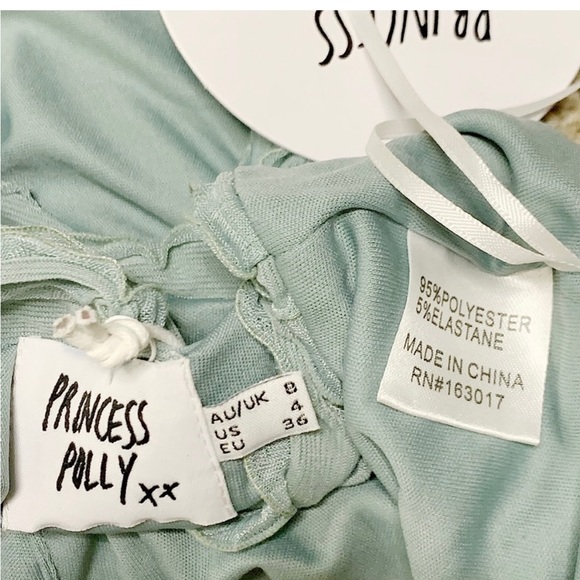 PRINCESS
PRINCESS
POLLY xx
AU/UK 8
US 4
EU 36
95%POLYESTER
5%ELASTANE
MADE IN CHINA
RN#163017